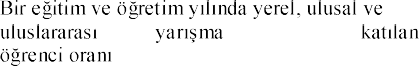 Bir eğitim ve öğretim yılında yerel, ulusal ve
uluslararası yarışma katılan
öğrenci oranı